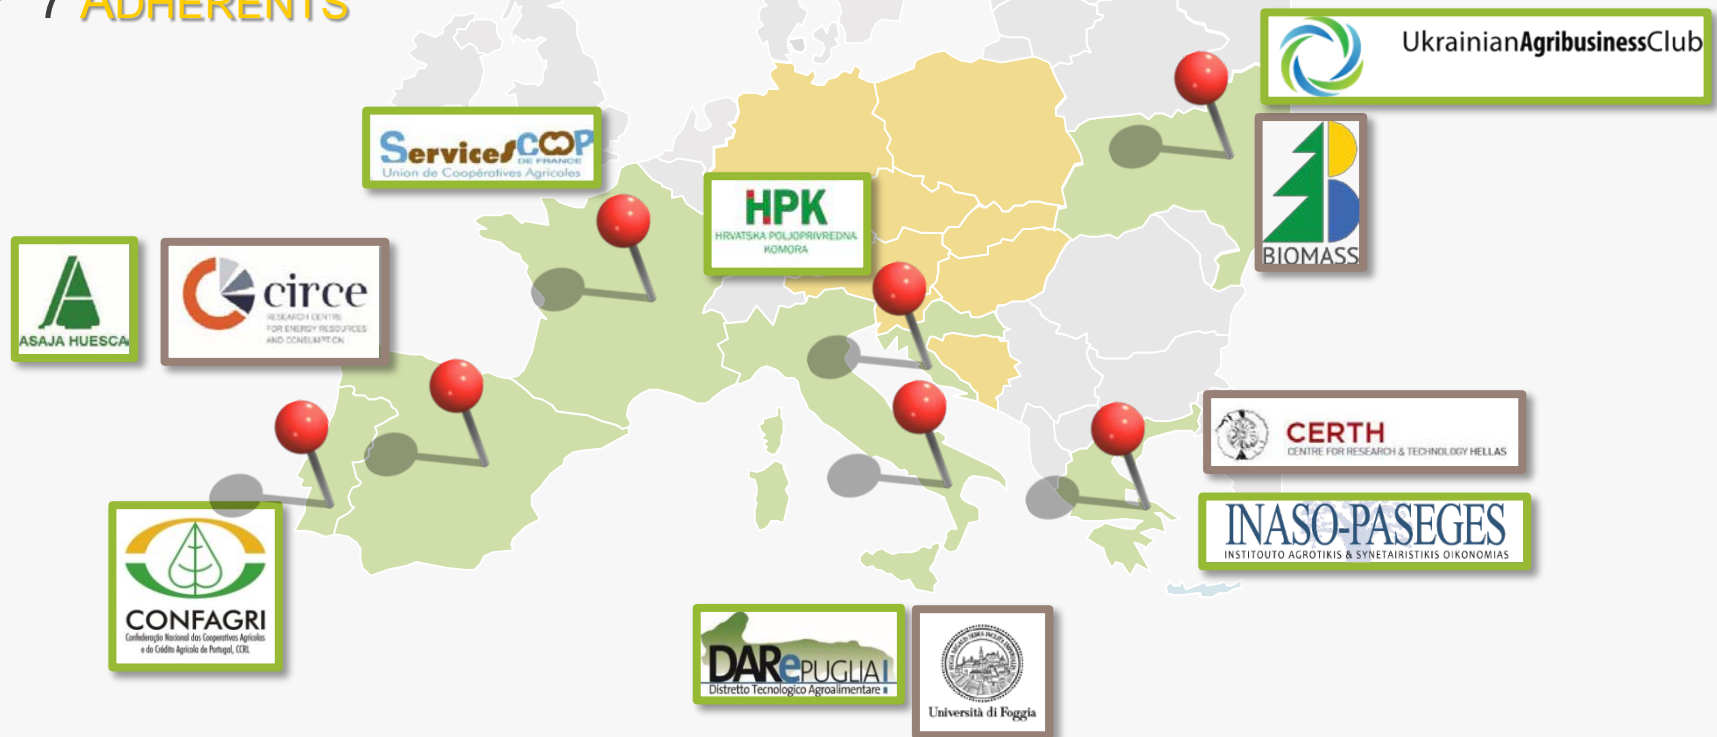 7 ADHERENTS
UkrainianAgribusinessClub
ServicesCOOP
DE FRANCE
Union de Coopératives Agricoles
BIOMASS
HPK
HRVATSKA POLJOPRIVREDNA
KOMORA
ASAJA HUESCA
circe
RESEARCH CENTRE
FOR ENERGY RESOURCES
AND CONSUMPTION
CERTH
CENTRE FOR RESEARCH & TECHNOLOGY HELLAS
INASO-PASEGES
INSTITOUTO AGROTIKIS & SYNETAIRISTIKIS OIKONOMIAS
CONFAGRI
Confederação Nacional das Cooperativas Agrícolas
e do Crédito Agrícola de Portugal, CCRL
DARePUGLIA
Distretto Tecnologico Agroalimentare
Università di Foggia